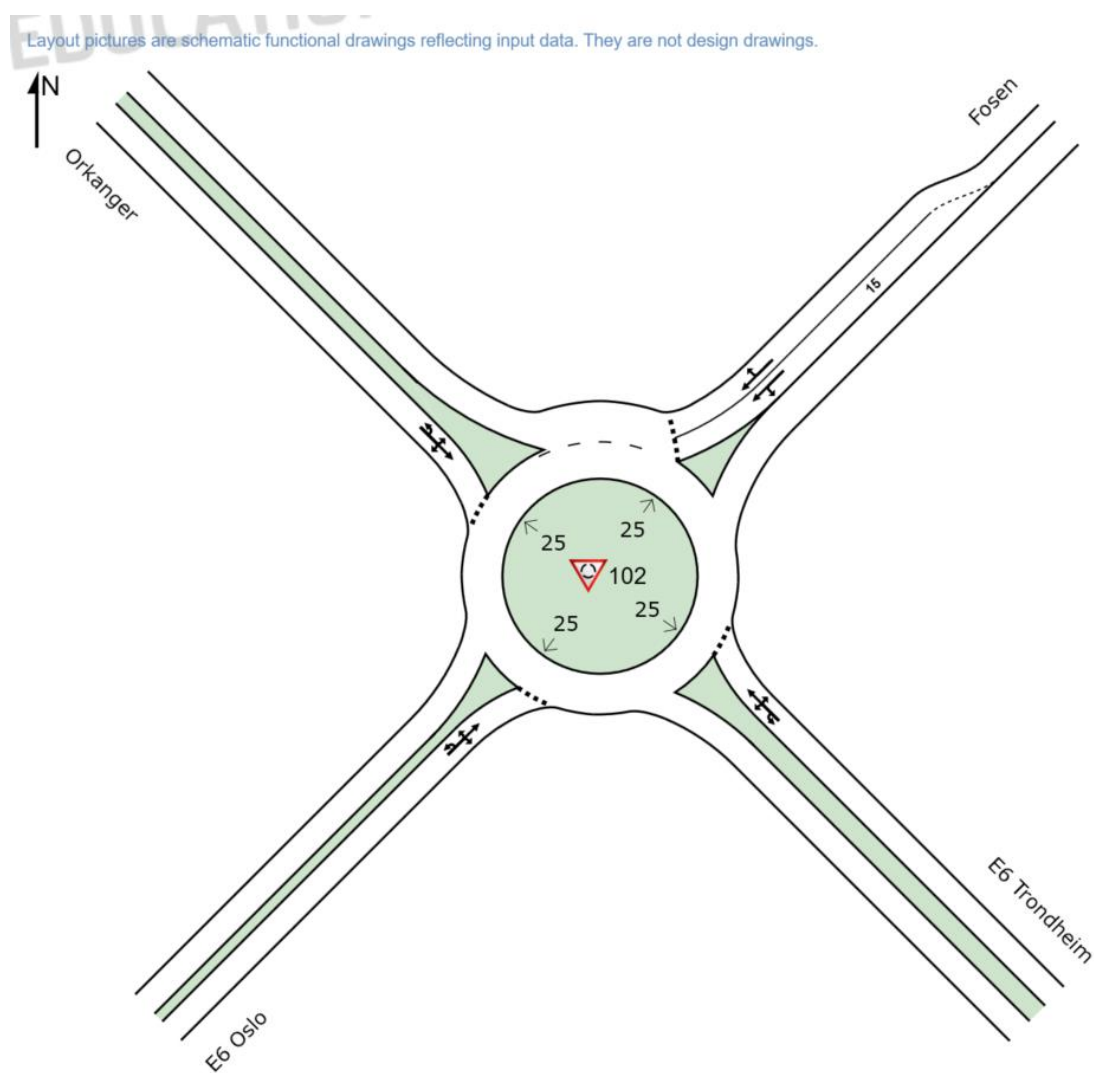 Layout pictures are schematic functional drawings reflecting input data. They are not design drawings.
N
Orkanger
Fosen
15
25
25
102
25
25
E6 Trondheim
E6 Oslo